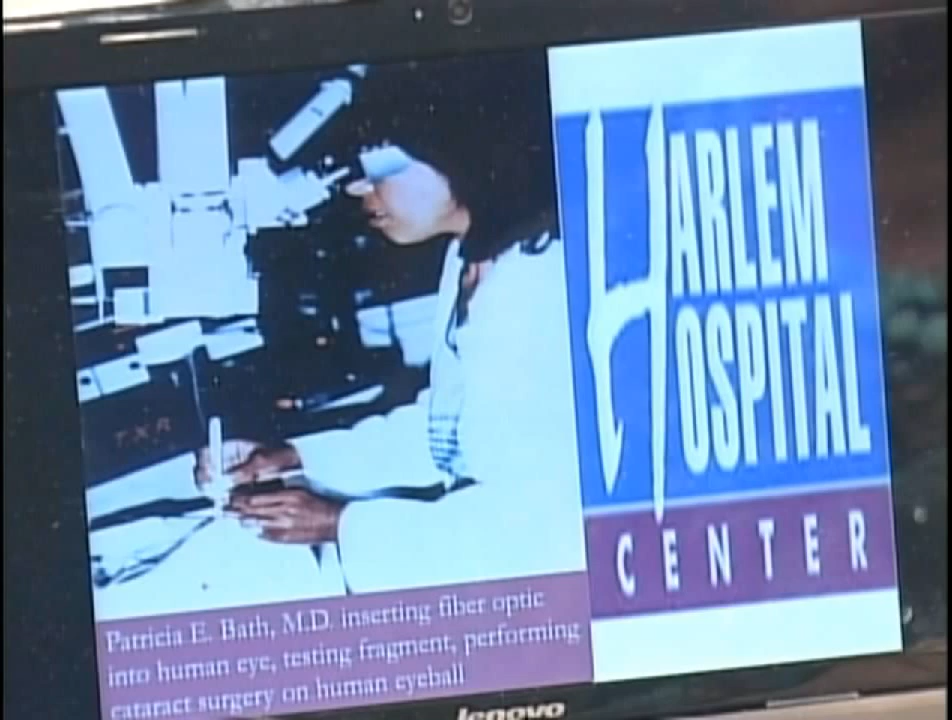 HARLEM
HOSPITAL
CENTER
TXR
Patricia E. Bath, M.D. inserting fiber optic
into human eye, testing fragment, performing
cataract surgery on human eyeball
lenovo